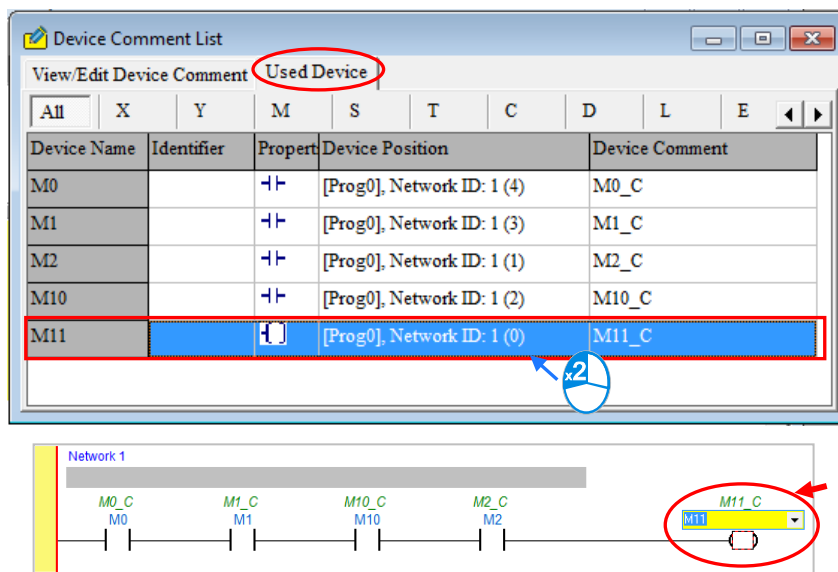 Device Comment List
View/Edit Device Comment Used Device
All X Y M S T C D L E
Device Name Identifier Propert Device Position Device Comment
M0 [Prog0], Network ID: 1 (4) M0_C
M1 [Prog0], Network ID: 1 (3) M1_C
M2 [Prog0], Network ID: 1 (1) M2_C
M10 [Prog0], Network ID: 1 (2) M10_C
M11 [Prog0], Network ID: 1 (0) M11_C
x2
Network 1
M0_C M1_C M10_C M2_C M11_C
M0 M1 M10 M2 M11